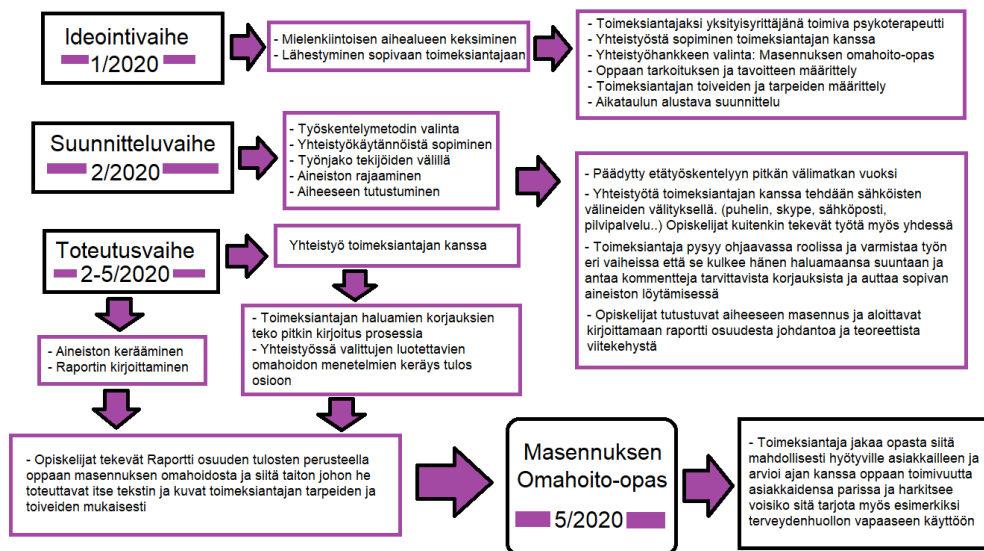 Ideointivaihe
1/2020
- Mielenkiintoisen aihealueen keksiminen
- Lähestyminen sopivaan toimeksiantajaan
- Toimeksiantajaksi yksityisyrittäjänä toimiva psykoterapeutti
- Yhteistyöstä sopiminen toimeksiantajan kanssa
- Yhteistyöhankkeen valinta: Masennuksen omahoito-opas
- Oppaan tarkoituksen ja tavoitteen määrittely
- Toimeksiantajan toiveiden ja tarpeiden määrittely
- Aikataulun alustava suunnittelu
Suunnitteluvaihe
2/2020
- Työskentelymetodin valinta
- Yhteistyökäytännöistä sopiminen
- Työnjako tekijöiden välillä
- Aineiston rajaaminen
- Aiheeseen tutustuminen
- Päädytty etätyöskentelyyn pitkän välimatkan vuoksi
- Yhteistyötä toimeksiantajan kanssa tehdään sähköisten
välineiden välityksellä. (puhelin, skype, sähköposti,
pilvipalvelu..) Opiskelijat kuitenkin tekevät työtä myös yhdessä
- Toimeksiantaja pysyy ohjaavassa roolissa ja varmistaa työn
eri vaiheissa että se kulkee hänen haluamaansa suuntaan ja
antaa kommentteja tarvittavista korjauksista ja auttaa sopivan
aineiston löytämisessä
- Opiskelijat tutustuvat aiheeseen masennus ja aloittavat
kirjoittamaan raportti osuudesta johdantoa ja teoreettista
viitekehystä
Toteutusvaihe
2-5/2020
Yhteistyö toimeksiantajan kanssa
- Aineiston kerääminen
- Raportin kirjoittaminen
- Toimeksiantajan haluamien korjauksien
teko pitkin kirjoitus prosessia
- Yhteistyössä valittujen luotettavien
omahoidon menetelmien keräys tulos
osioon
- Opiskelijat tekevät Raportti osuuden tulosten perusteella
oppaan masennuksen omahoidosta ja siitä taiton johon he
toteuttavat itse tekstin ja kuvat toimeksiantajan tarpeiden ja
toiveiden mukaisesti
Masennuksen
Omahoito-opas
5/2020
- Toimeksiantaja jakaa opasta siitä
mahdollisesti hyötyville asiakkailleen ja
arvioi ajan kanssa oppaan toimivuutta
asiakkaidensa parissa ja harkitsee
voisiko sitä tarjota myös esimerkiksi
terveydenhuollon vapaaseen käyttöön